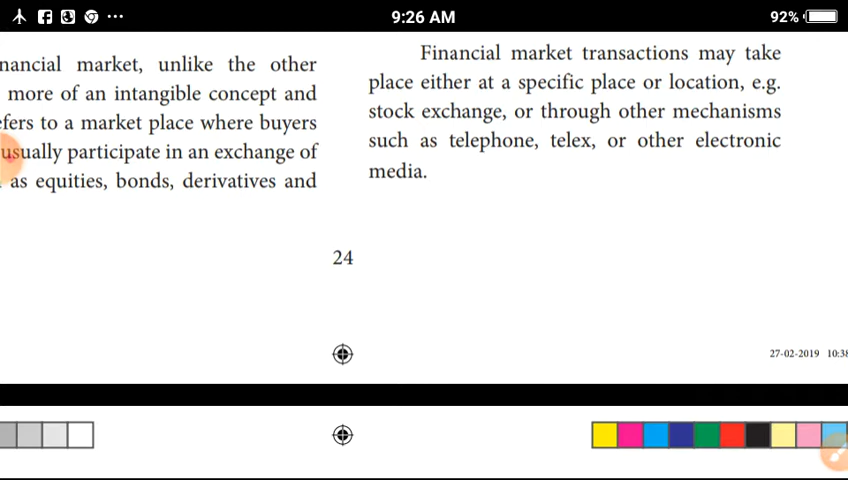 9:26 AM
92%
nancial market, unlike the other
more of an intangible concept and
efers to a market place where buyers
usually participate in an exchange of
as equities, bonds, derivatives and
Financial market transactions may take
place either at a specific place or location, e.g.
stock exchange, or through other mechanisms
such as telephone, telex, or other electronic
media.
24
27-02-2019 10:38